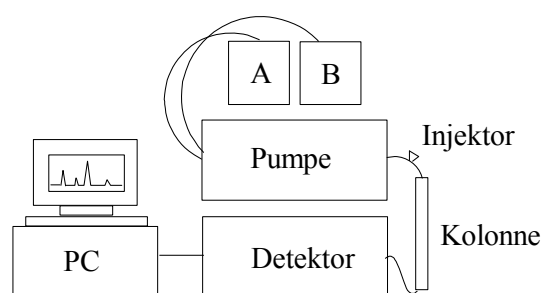 A B
Injektor
Pumpe
Kolonne
PC Detektor